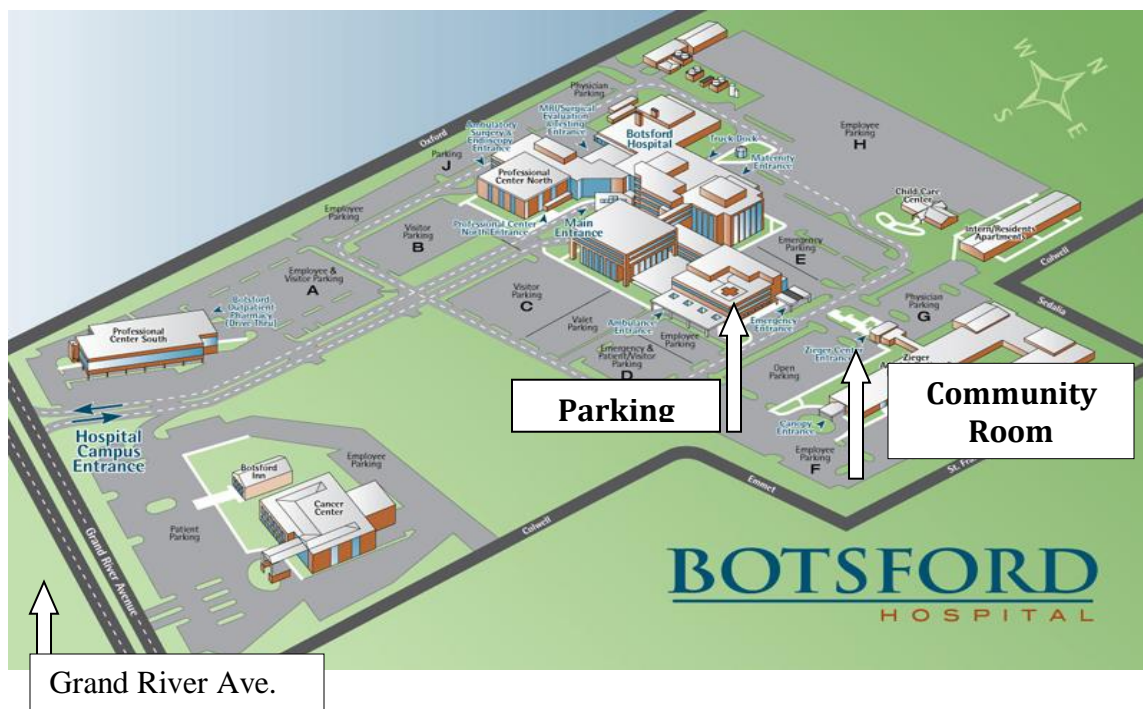 W
N
S
E
Physician
Parking
MRI/Surgical
Evaluation
& Testing
Entrance
Ambulatory
Surgery &
Endoscopy
Entrance
Botsford
Hospital
Truck Dock
Maternity
Entrance
Employee
Parking
H
Oxford
Parking
J
Professional
Center North
Child Care
Center
Intern/Residents
Apartments
Colwell
Sedalia
Employee
Parking
Visitor
Parking
B
Professional Center
North Entrance
Main
Entrance
Emergency
Parking
E
Employee &
Visitor Parking
A
Botsford
Outpatient
Pharmacy
(Drive Thru)
Professional
Center South
Visitor
Parking
C
Valet
Parking
Ambulance
Entrance
Employee
Parking
Emergency
Entrance
Physician
Parking
G
Zieger Center
Entrance
Zieger
Emergency &
Patient/Visitor
Parking
D
Open
Parking
Parking
Community
Room
Canopy
Entrance
Employee
Parking
F
St. Fr
Emmet
Hospital
Campus
Entrance
Employee
Parking
Botsford
Inn
Cancer
Center
Patient
Parking
Colwell
Grand River Avenue
BOTSFORD
HOSPITAL
Grand River Ave.